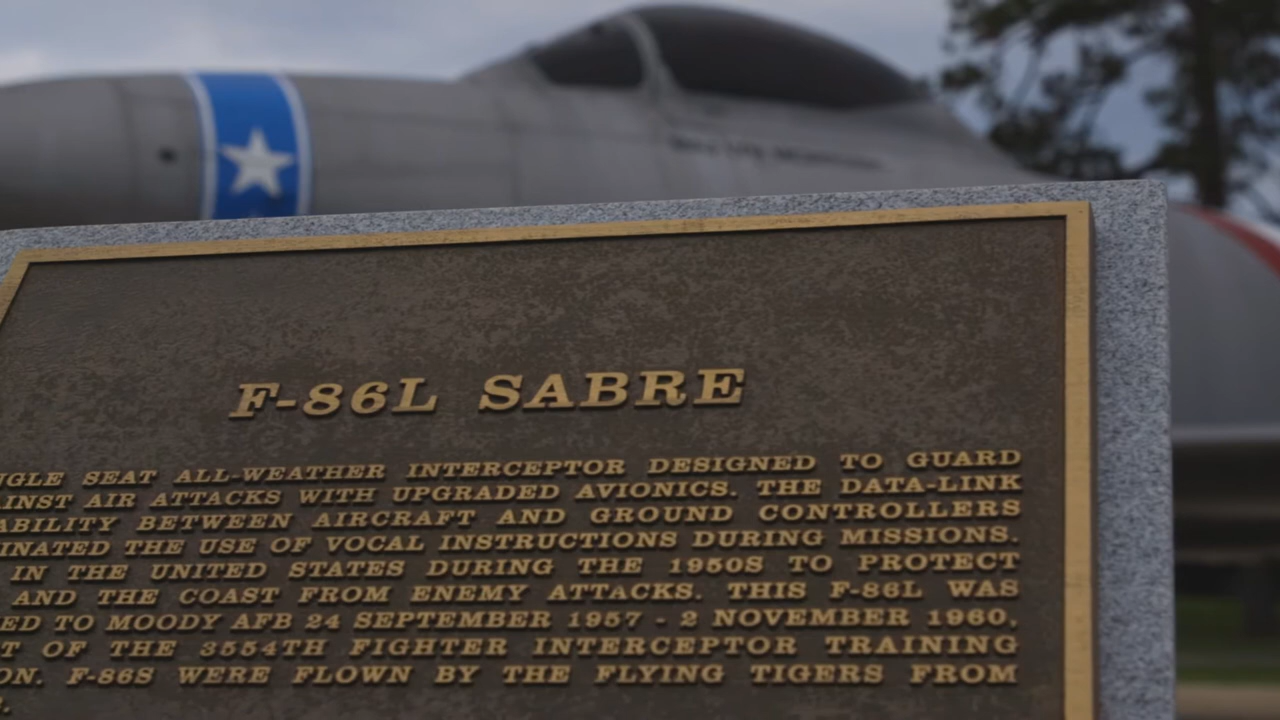 F-86L SABRE
NGLE SEAT ALL-WEATHER INTERCEPTOR DESIGNED TO GUARD
AINST AIR ATTACKS WITH UPGRADED AVIONICS. THE DATA-LINK
ABILITY BETWEEN AIRCRAFT AND GROUND CONTROLLERS
INATED THE USE OF VOCAL INSTRUCTIONS DURING MISSIONS.
IN THE UNITED STATES DURING THE 1950S TO PROTECT
AND THE COAST FROM ENEMY ATTACKS. THIS F-86L WAS
ED TO MOODY AFB 24 SEPTEMBER 1957 - 2 NOVEMBER 1960,
T OF THE 3554TH FIGHTER INTERCEPTOR TRAINING
ON. F-86S WERE FLOWN BY THE FLYING TIGERS FROM